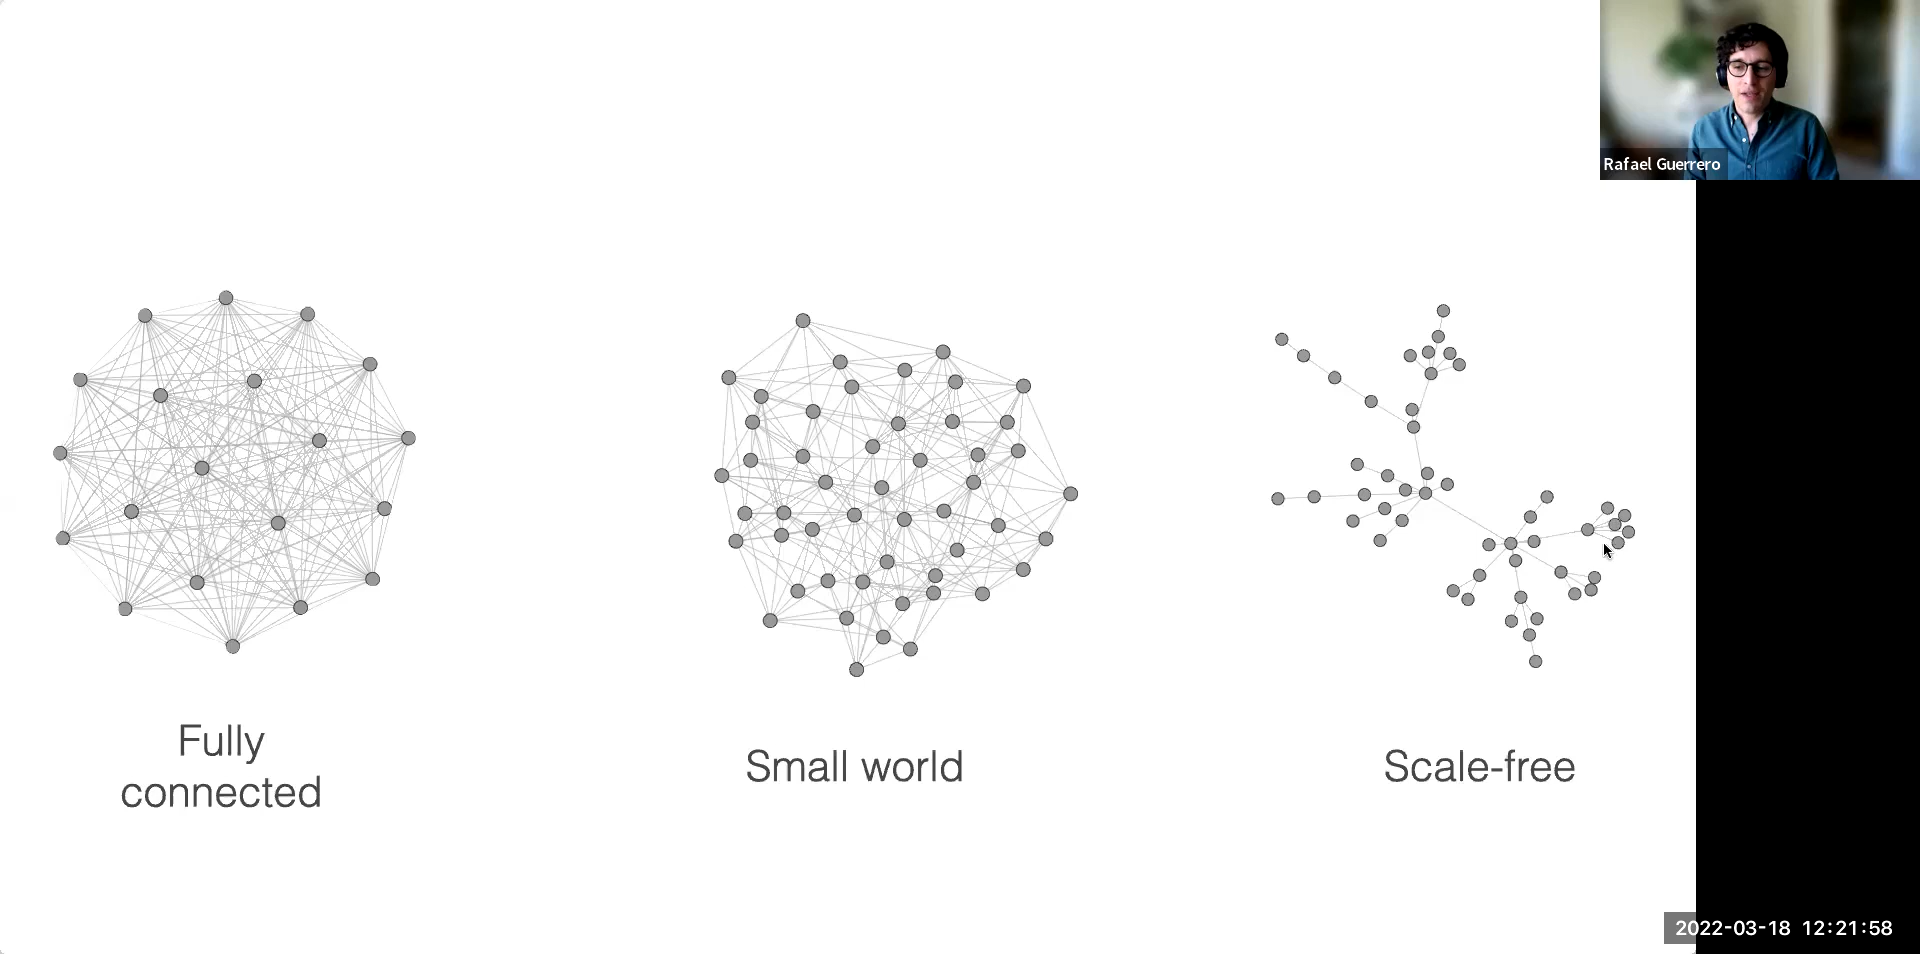 Rafael Guerrero
Fully
connected
Small world
Scale-free
2022-03-18 12:21:58